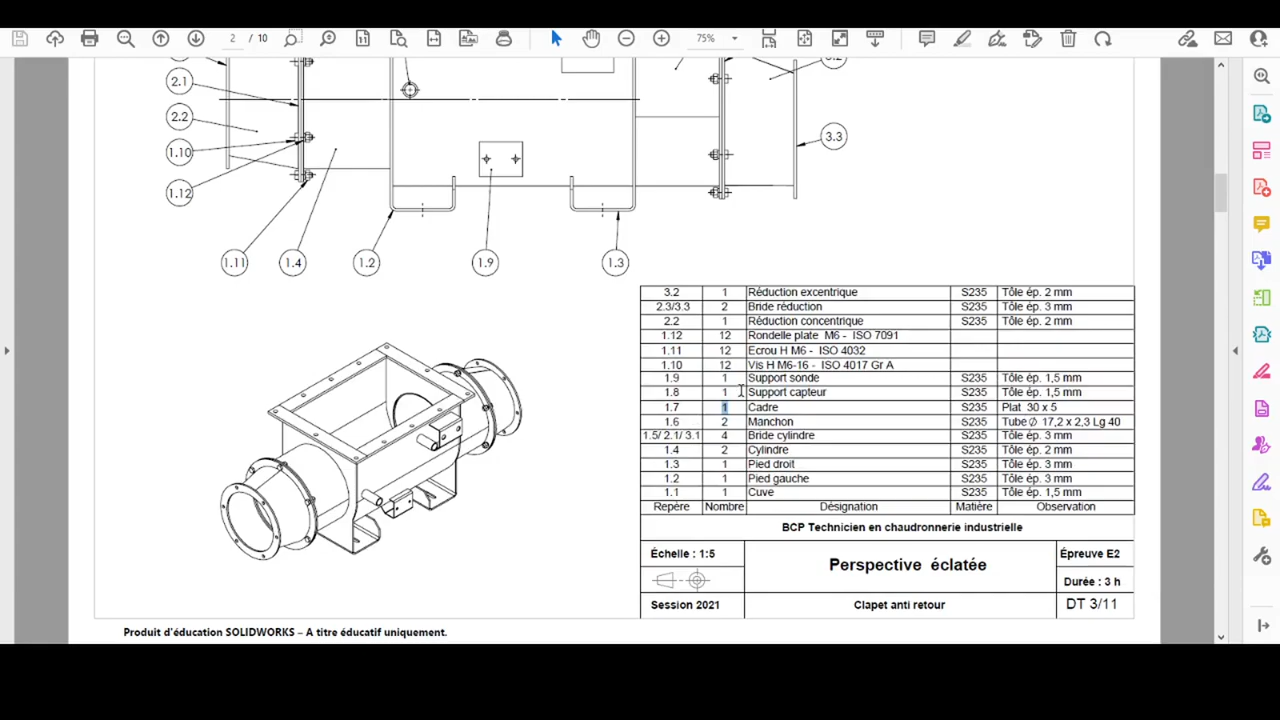 2 / 10
75%
2.1
2.2
1.10
1.12
3.3
1.11 1.4 1.2 1.9 1.3
3.2 1 Réduction excentrique S235 Tôle ép. 2 mm
2.3/3.3 2 Bride réduction S235 Tôle ép. 3 mm
2.2 1 Réduction concentrique S235 Tôle ép. 2 mm
1.12 12 Rondelle plate M6 - ISO 7091
1.11 12 Ecrou H M6 - ISO 4032
1.10 12 Vis H M6-16 - ISO 4017 Gr A
1.9 1 Support sonde S235 Tôle ép. 1,5 mm
1.8 1 Support capteur S235 Tôle ép. 1,5 mm
1.7 1 Cadre S235 Plat 30 x 5
1.6 2 Manchon S235 Tube ∅ 17,2 x 2,3 Lg 40
1.5/ 2.1/ 3.1 4 Bride cylindre S235 Tôle ép. 3 mm
1.4 2 Cylindre S235 Tôle ép. 2 mm
1.3 1 Pied droit S235 Tôle ép. 3 mm
1.2 1 Pied gauche S235 Tôle ép. 3 mm
1.1 1 Cuve S235 Tôle ép. 1,5 mm
Repère Nombre Désignation Matière Observation
BCP Technicien en chaudronnerie industrielle
Échelle : 1:5
Perspective éclatée
Épreuve E2
Durée : 3 h
Session 2021
Clapet anti retour
DT 3/11
Produit d'éducation SOLIDWORKS – A titre éducatif uniquement.